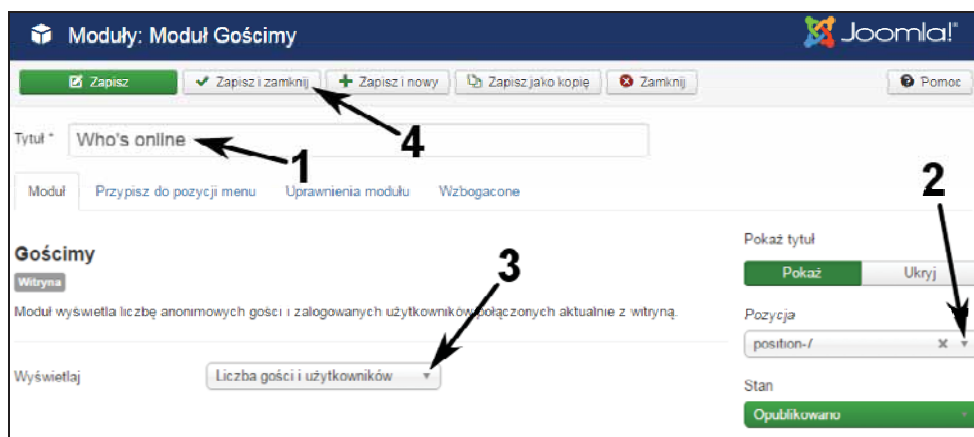 Moduły: Moduł Gościmy
Joomla!®
Zapisz Zapisz i zamknij Zapisz i nowy Zapisz jako kopię Zamknij Pomoc
4
Tytuł * Who's online
1
Moduł Przypisz do pozycji menu Uprawnienia modułu Wzbogacone
2
Pokaż tytuł
Gościmy
Pokaż Ukryj
Witryna
3
Moduł wyświetla liczbę anonimowych gości i zalogowanych użytkowników połączonych aktualnie z witryną.
Pozycja
position-7
Wyświetlaj Liczba gości i użytkowników
Stan
Opublikowano